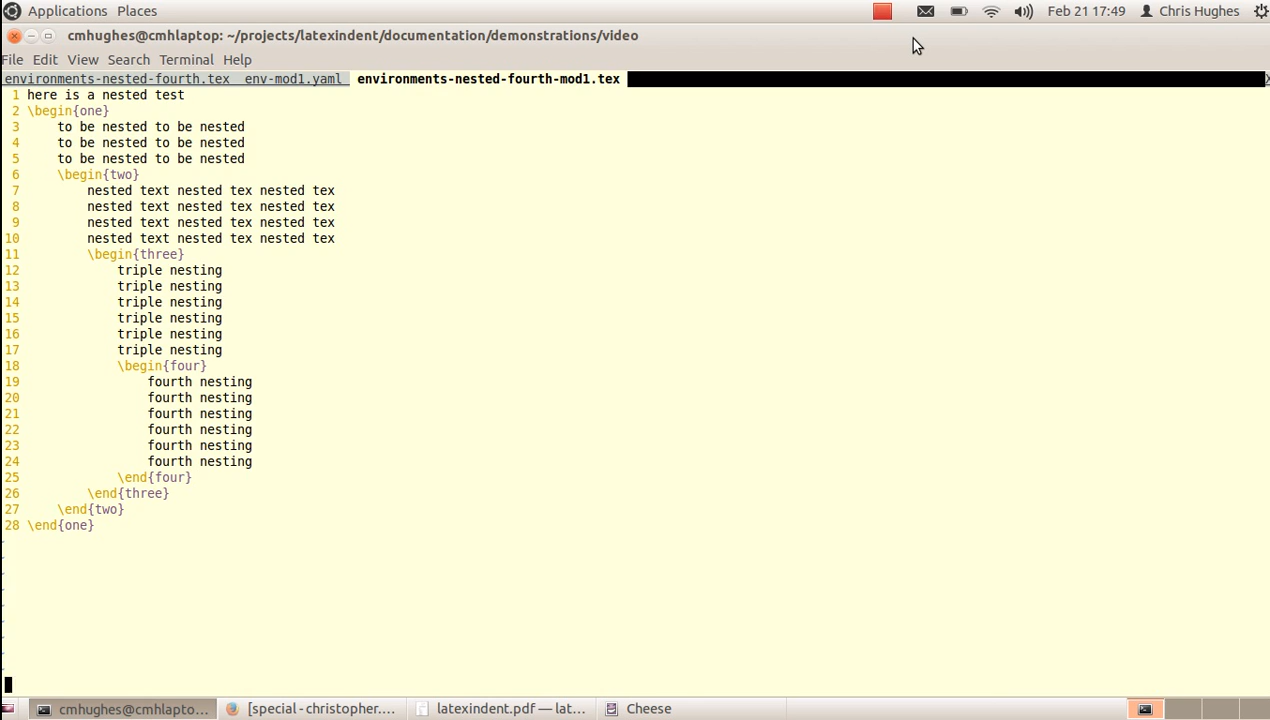 Applications Places Feb 21 17:49 Chris Hughes
cmhughes@cmhlaptop: ~/projects/latexindent/documentation/demonstrations/video
File Edit View Search Terminal Help
environments-nested-fourth.tex env-mod1.yaml environments-nested-fourth-mod1.tex X
1 here is a nested test
2 \begin{one}
3 to be nested to be nested
4 to be nested to be nested
5 to be nested to be nested
6 \begin{two}
7 nested text nested tex nested tex
8 nested text nested tex nested tex
9 nested text nested tex nested tex
10 nested text nested tex nested tex
11 \begin{three}
12 triple nesting
13 triple nesting
14 triple nesting
15 triple nesting
16 triple nesting
17 triple nesting
18 \begin{four}
19 fourth nesting
20 fourth nesting
21 fourth nesting
22 fourth nesting
23 fourth nesting
24 fourth nesting
25 \end{four}
26 \end{three}
27 \end{two}
28 \end{one}
~
~
~
~
~
~
~
~
~
cmhughes@cmhlapto... [special - christopher.... latexindent.pdf — lat... Cheese